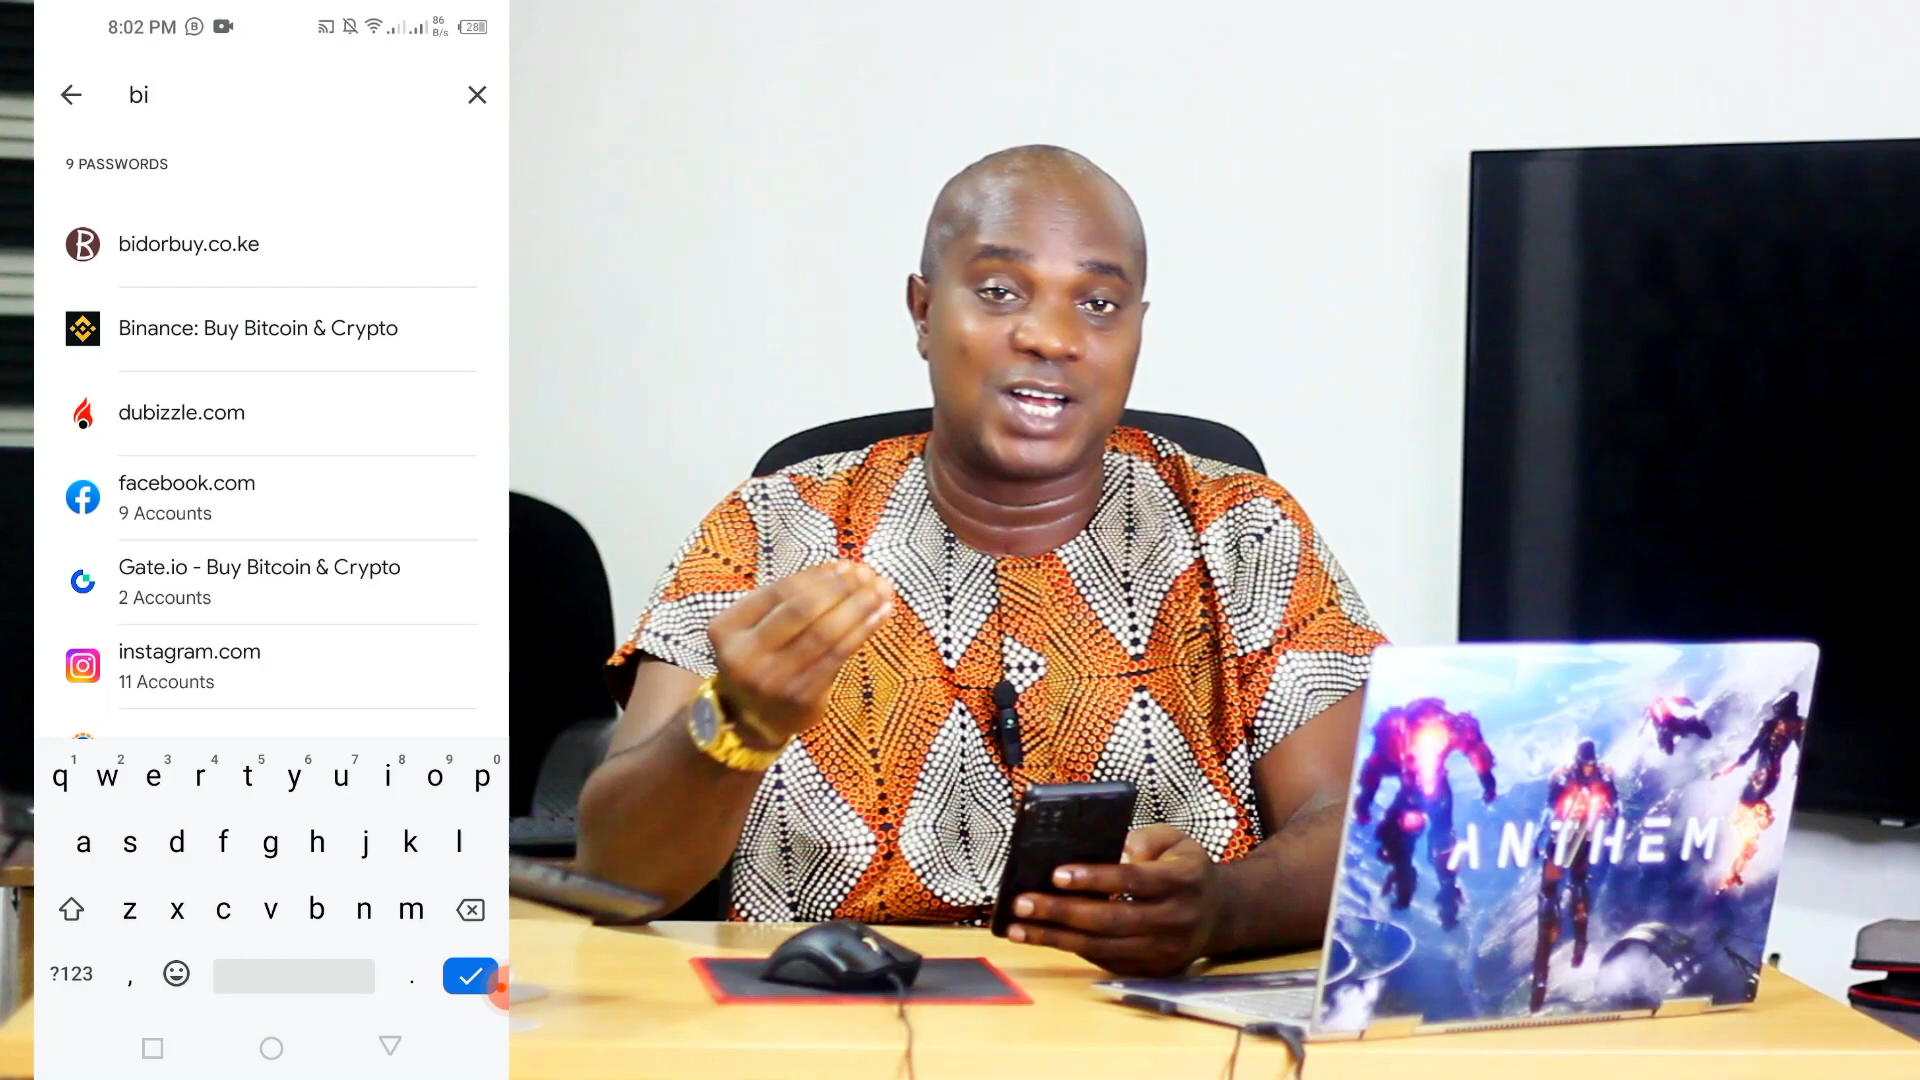 8:02 PM
86
B/s
28
bi
9 PASSWORDS
bidorbuy.co.ke
Binance: Buy Bitcoin & Crypto
dubizzle.com
facebook.com
9 Accounts
Gate.io - Buy Bitcoin & Crypto
2 Accounts
instagram.com
11 Accounts
1 2 3 4 5 6 7 8 9 0
q w e r t y u i o p
a s d f g h j k l
z x c v b n m
?123 , .
ANTHEM